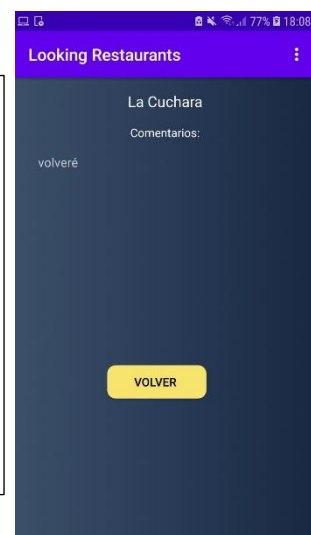 77% 18:08
Looking Restaurants
La Cuchara
Comentarios:
volveré
VOLVER